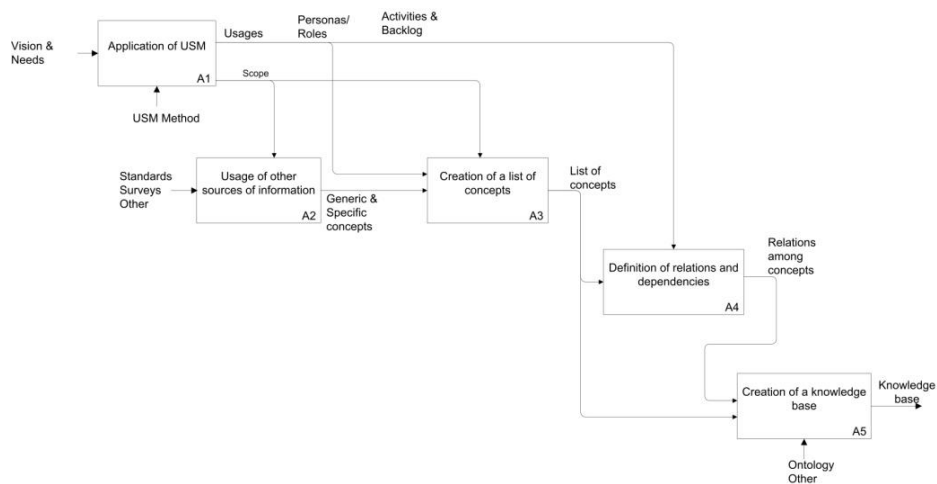 Vision &
Needs
Application of USM
A1
Usages
Personas/
Roles
Activities &
Backlog
Scope
USM Method
Standards
Surveys
Other
Usage of other
sources of information
A2
Generic &
Specific
concepts
Creation of a list of
concepts
A3
List of
concepts
Definition of relations and
dependencies
A4
Relations
among
concepts
Creation of a knowledge
base
A5
Knowledge
base
Ontology
Other